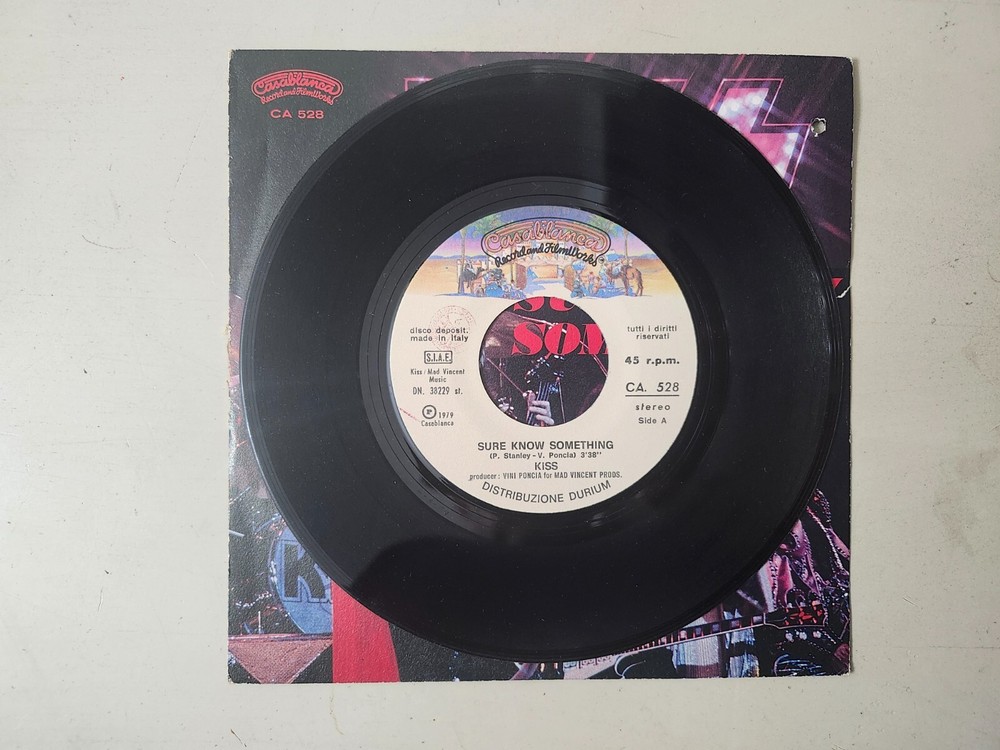 Casablanca
Record and FilmWorks
CA 528
Casablanca
Record and FilmWorks
SOM
disco deposit.
made in Italy
S.I.A.E.
Kiss / Mad Vincent
Music
DN. 38229 st.
P 1979
Casablanca
tutti i diritti
riservati
45 r.p.m.
CA. 528
stereo
Side A
SURE KNOW SOMETHING
(P. Stanley - V. Poncia) 3'38"
KISS
producer: VINI PONCIA for MAD VINCENT PRODS.
DISTRIBUZIONE DURIUM
K